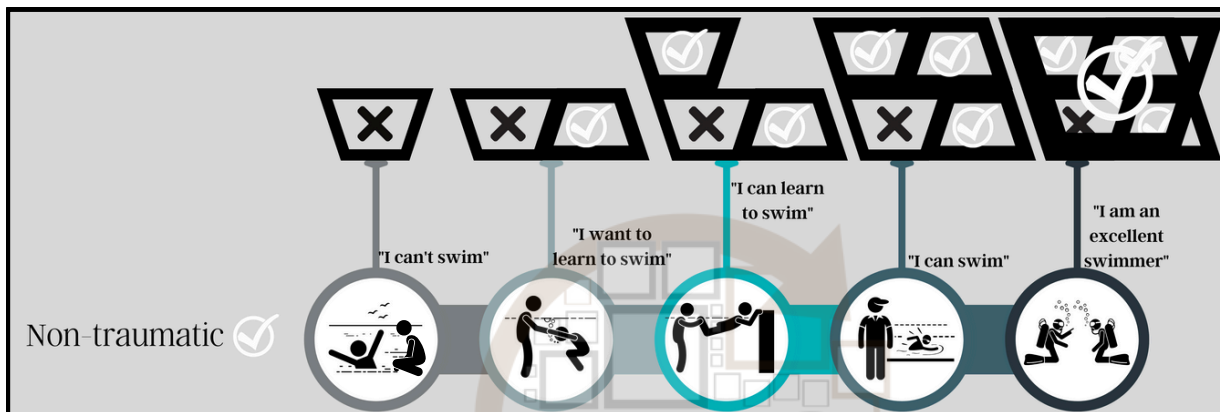 "I can learn
to swim"
"I am an
excellent
swimmer"
"I want to
learn to swim"
"I can't swim"
"I can swim"
Non-traumatic